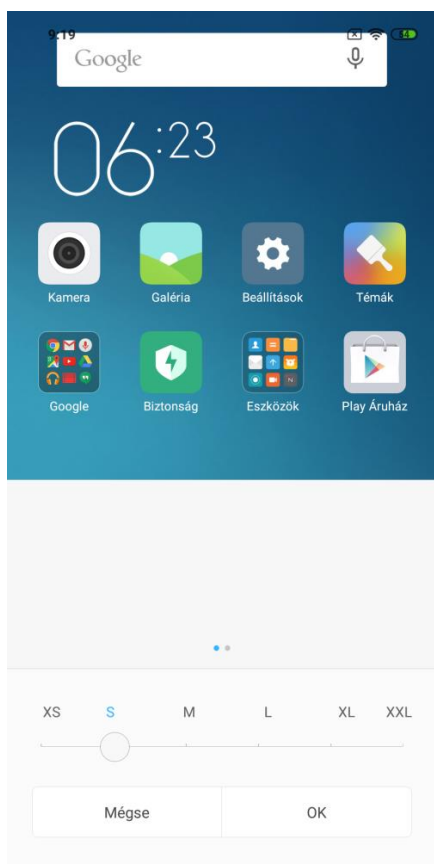 9:19
64
Google
06:23
Kamera
Galéria
Beállítások
Témák
Google
Biztonság
Eszközök
Play Áruház
XS S M L XL XXL
Mégse
OK